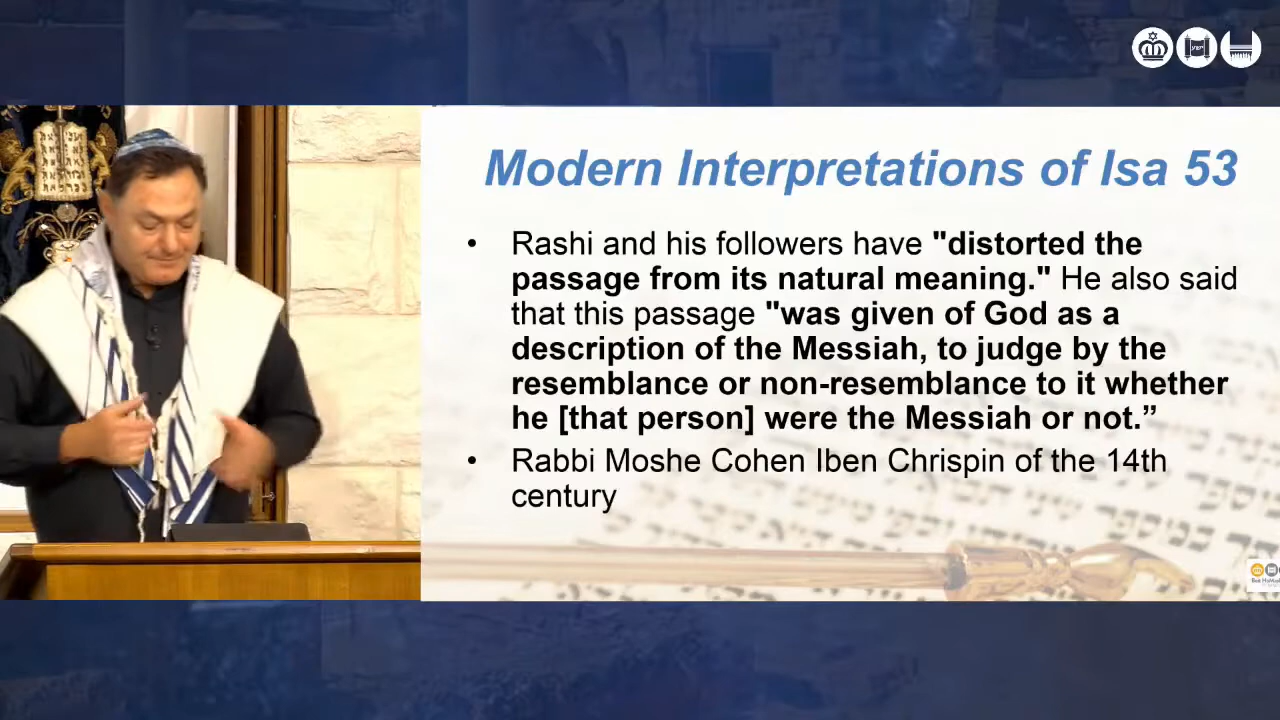 Modern Interpretations of Isa 53
• Rashi and his followers have "distorted the
passage from its natural meaning." He also said
that this passage "was given of God as a
description of the Messiah, to judge by the
resemblance or non-resemblance to it whether
he [that person] were the Messiah or not.”
• Rabbi Moshe Cohen Iben Chrispin of the 14th
century